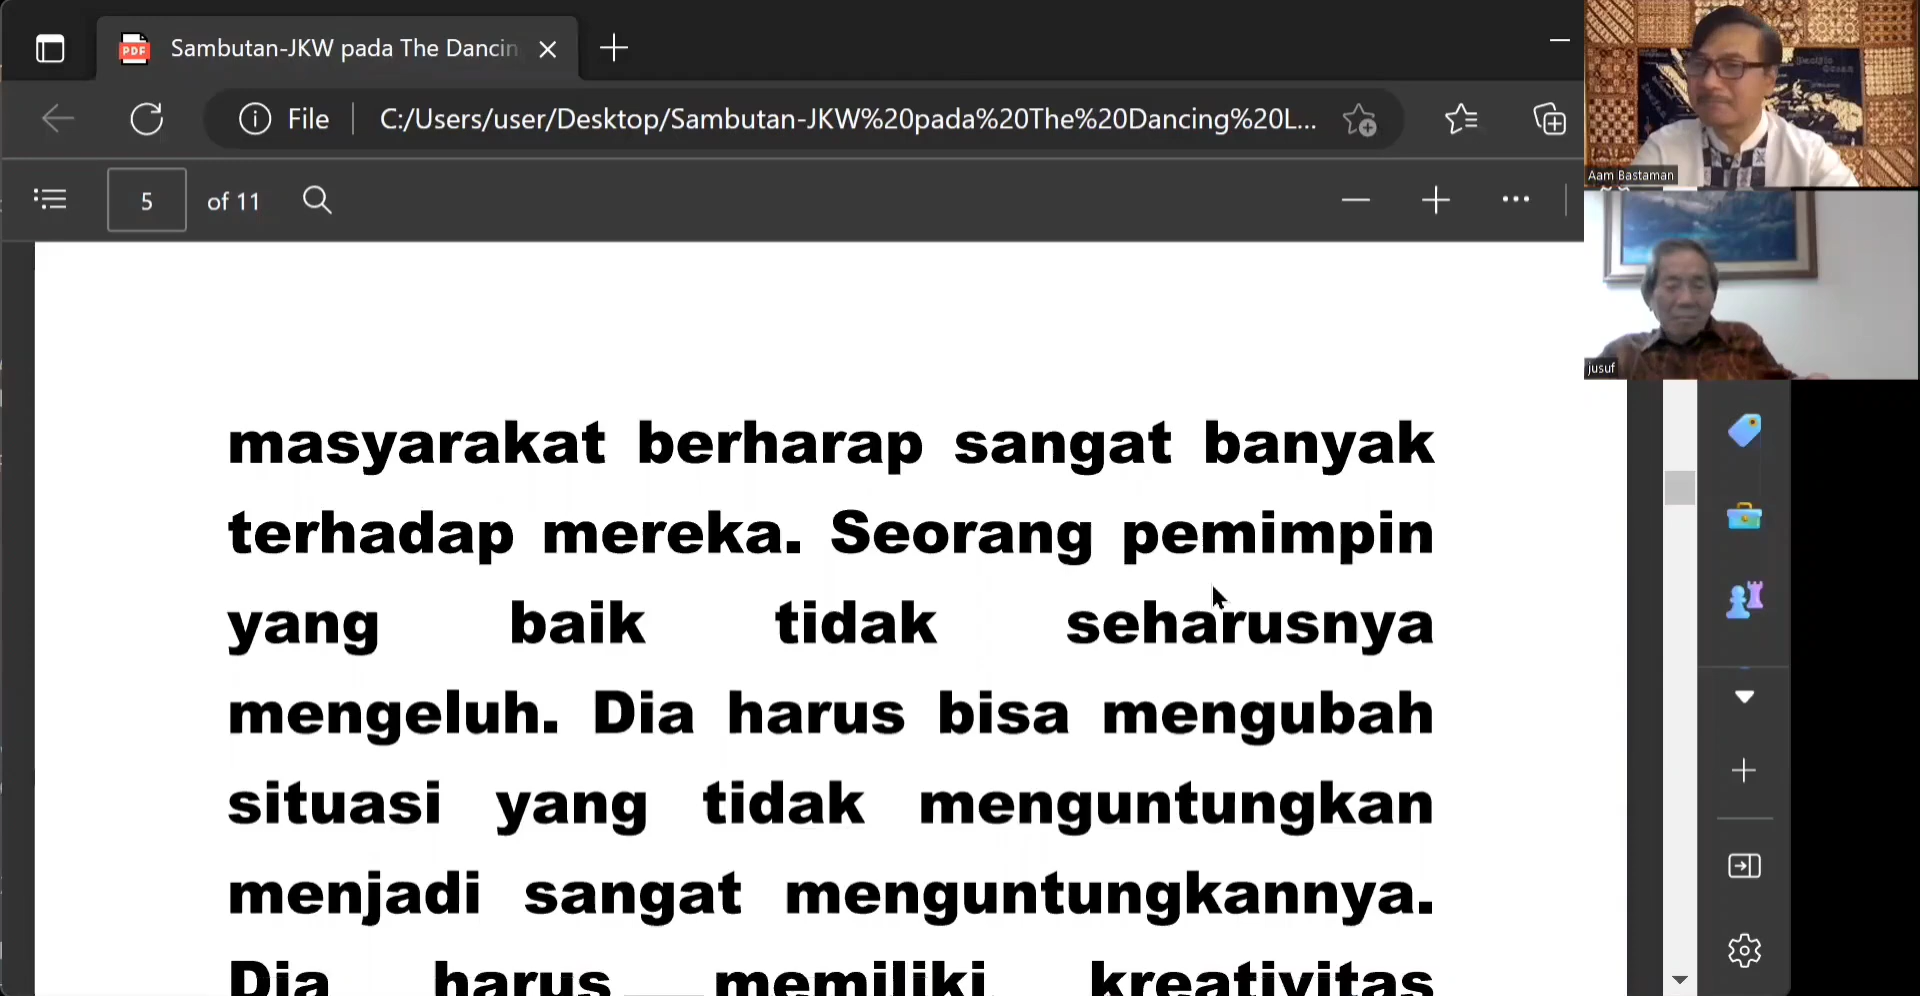 Sambutan-JKW pada The Dancin
File
C:/Users/user/Desktop/Sambutan-JKW%20pada%20The%20Dancing%20L...
5 of 11
Aam Bastaman
jusuf
masyarakat berharap sangat banyak
terhadap mereka. Seorang pemimpin
yang baik tidak seharusnya
mengeluh. Dia harus bisa mengubah
situasi yang tidak menguntungkan
menjadi sangat menguntungkannya.
Dia harus memiliki kreativitas